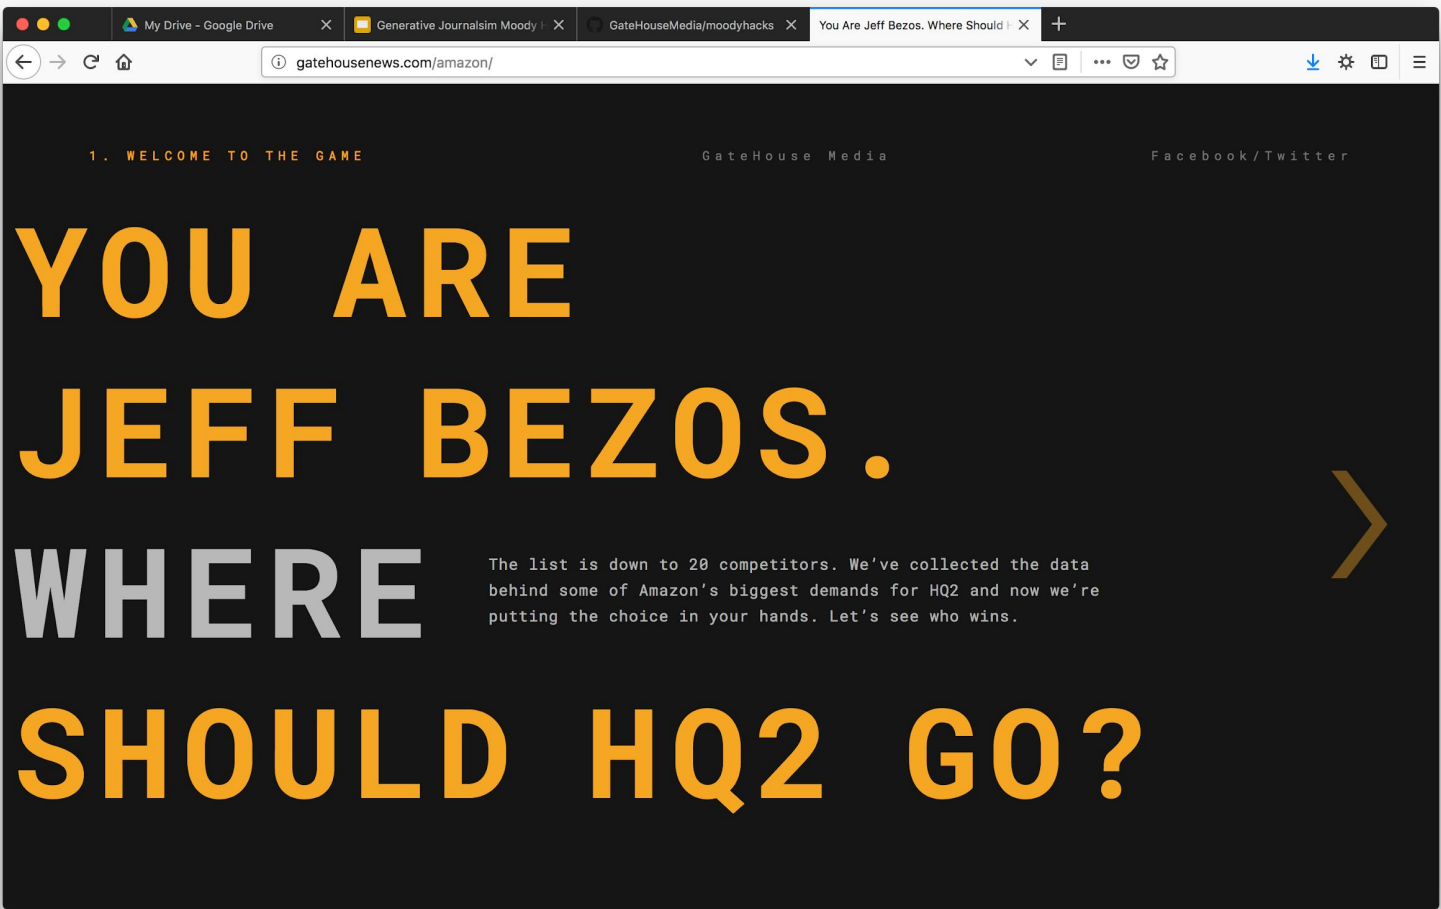 My Drive - Google Drive
Generative Journalsim Moody H
GateHouseMedia/moodyhacks
You Are Jeff Bezos. Where Should H
gatehousenews.com/amazon/
1. WELCOME TO THE GAME
GateHouse Media
Facebook/Twitter
YOU ARE
JEFF BEZOS.
WHERE
The list is down to 20 competitors. We've collected the data
behind some of Amazon's biggest demands for HQ2 and now we're
putting the choice in your hands. Let's see who wins.
SHOULD HQ2 GO?